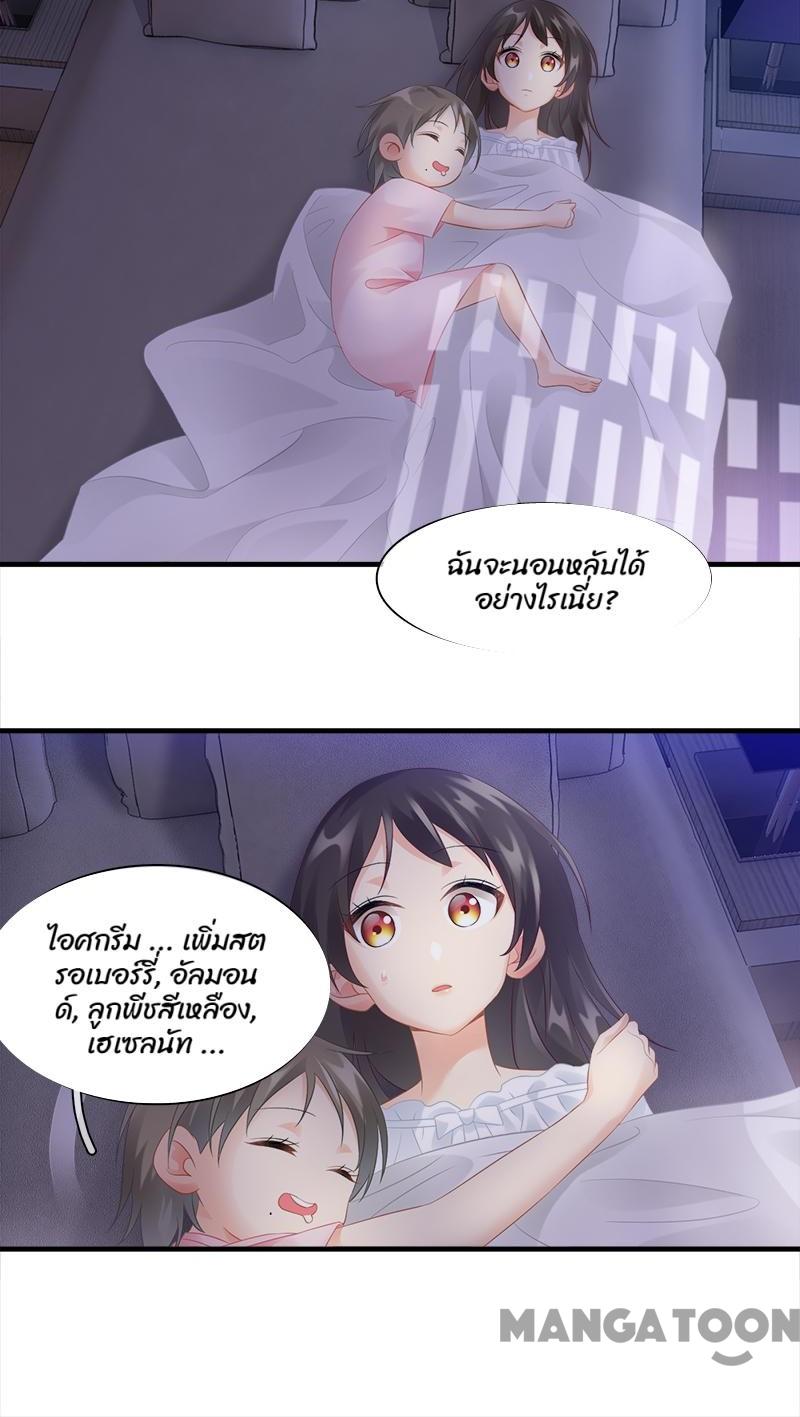 ฉันจะนอนหลับได้
อย่างไรเนี่ย?
ไอศกรีม ... เพิ่มสต
รอเบอร์รี่, อัลมอน
ด์, ลูกพีชสีเหลือง,
เฮเซลนัท ...
MANGATOON